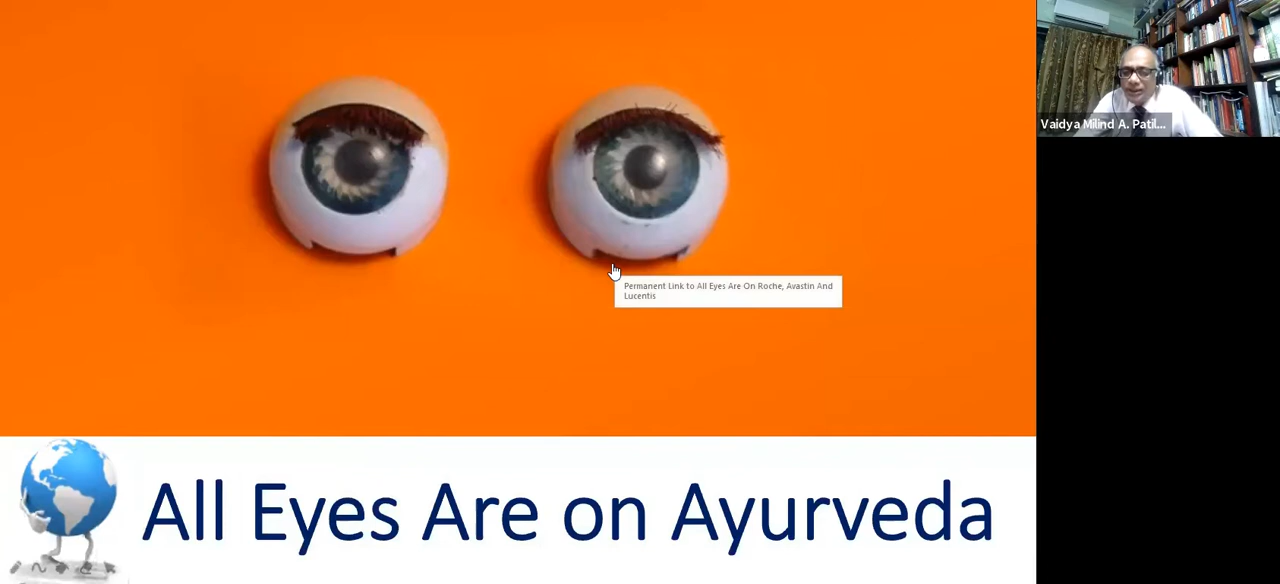 Vaidya Milind A. Patil...
Permanent Link to All Eyes Are On Roche, Avastin And
Lucentis
All Eyes Are on Ayurveda